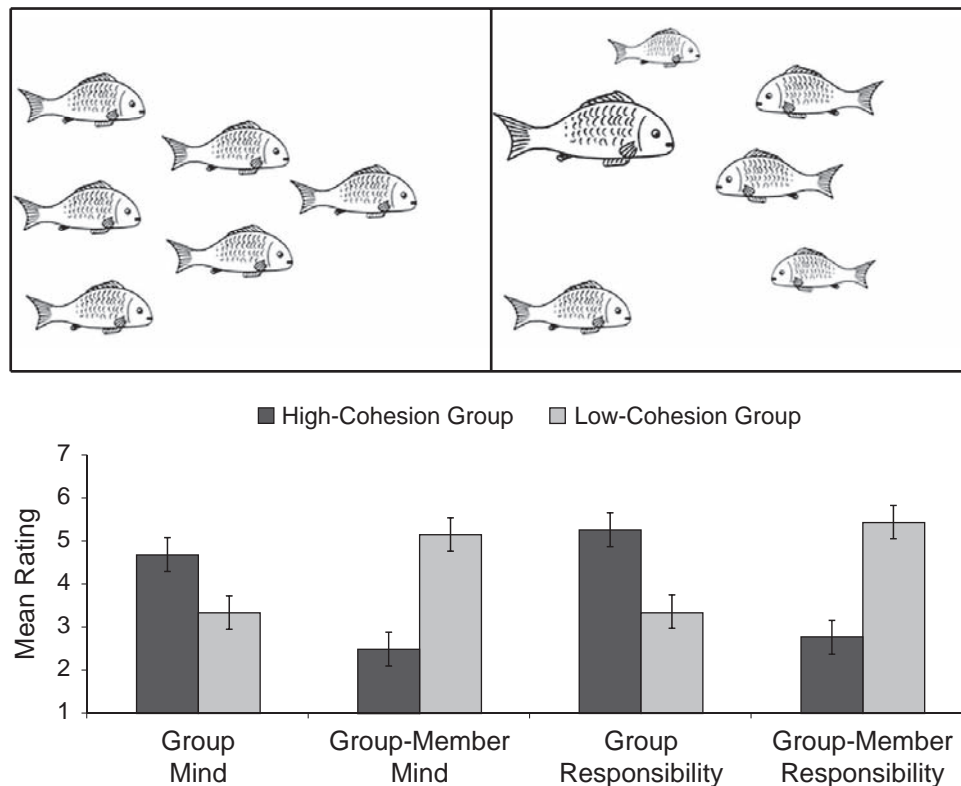 High-Cohesion Group Low-Cohesion Group
7
6
5
4
3
2
1
Mean Rating
Group Mind
Group-Member Mind
Group Responsibility
Group-Member Responsibility